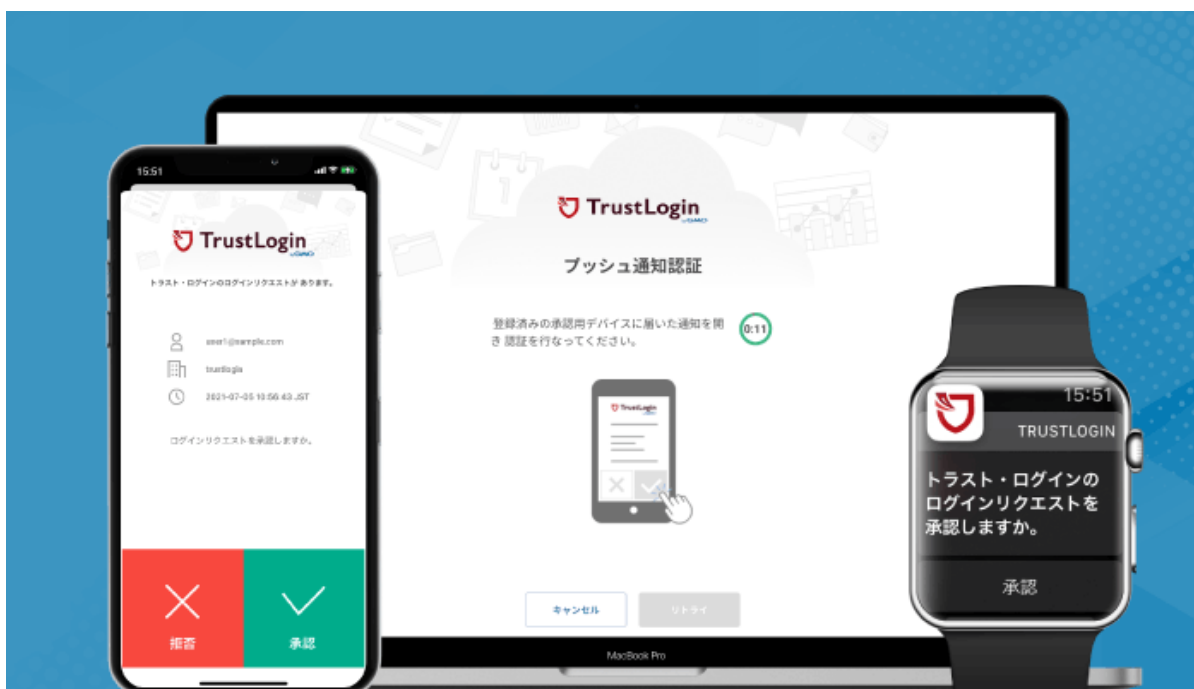 15:51
TrustLogin
by GMO
トラスト・ログインのログインリクエストが あります。
user1@sample.com
trustlogin
2021-07-05 10:56:43 JST
ログインリクエストを承認しますか。
拒否
承認
TrustLogin
by GMO
プッシュ通知認証
登録済みの承認用デバイスに届いた通知を開
き 認証を行なってください。
0:11
TrustLogin
キャンセル
リトライ
MacBook Pro
15:51
TRUSTLOGIN
トラスト・ログインの
ログインリクエストを
承認しますか。
承認